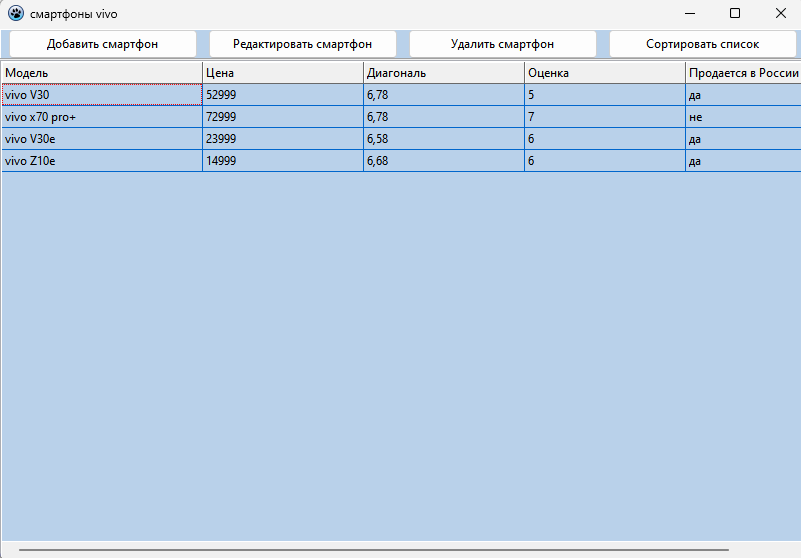 смартфоны vivo
Добавить смартфон Редактировать смартфон Удалить смартфон Сортировать список
Модель Цена Диагональ Оценка Продается в России
vivo V30 52999 6,78 5 да
vivo x70 pro+ 72999 6,78 7 не
vivo V30e 23999 6,58 6 да
vivo Z10e 14999 6,68 6 да